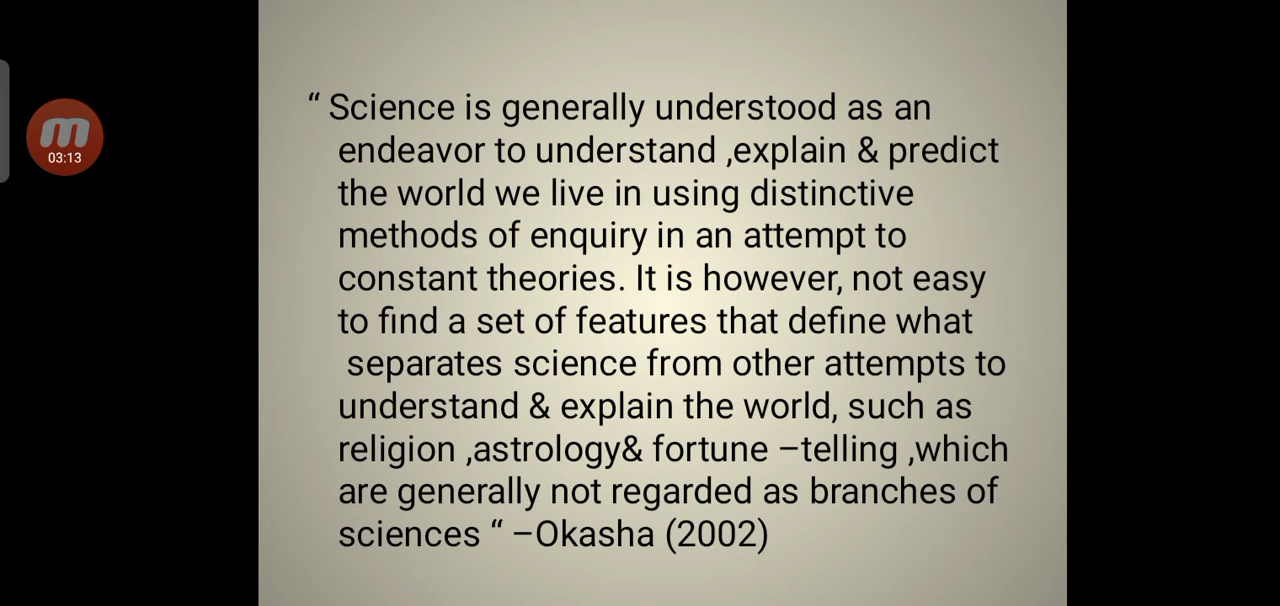 03:13
“ Science is generally understood as an
endeavor to understand ,explain & predict
the world we live in using distinctive
methods of enquiry in an attempt to
constant theories. It is however, not easy
to find a set of features that define what
separates science from other attempts to
understand & explain the world, such as
religion ,astrology& fortune –telling ,which
are generally not regarded as branches of
sciences “ –Okasha (2002)